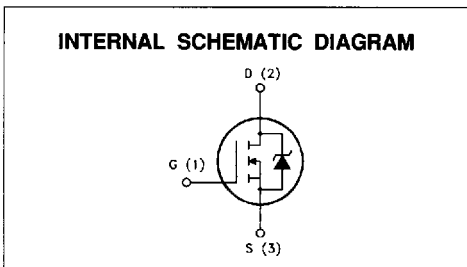 INTERNAL SCHEMATIC DIAGRAM
D (2)
G (1)
S (3)